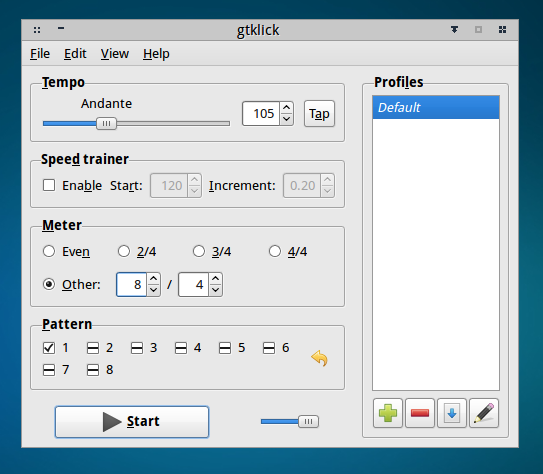 gtklick
File Edit View Help
Tempo
Andante
105 Tap
Speed trainer
Enable Start: 120 Increment: 0.20
Meter
Even 2/4 3/4 4/4
Other: 8 / 4
Pattern
1 2 3 4 5 6
7 8
Start
Profiles
Default